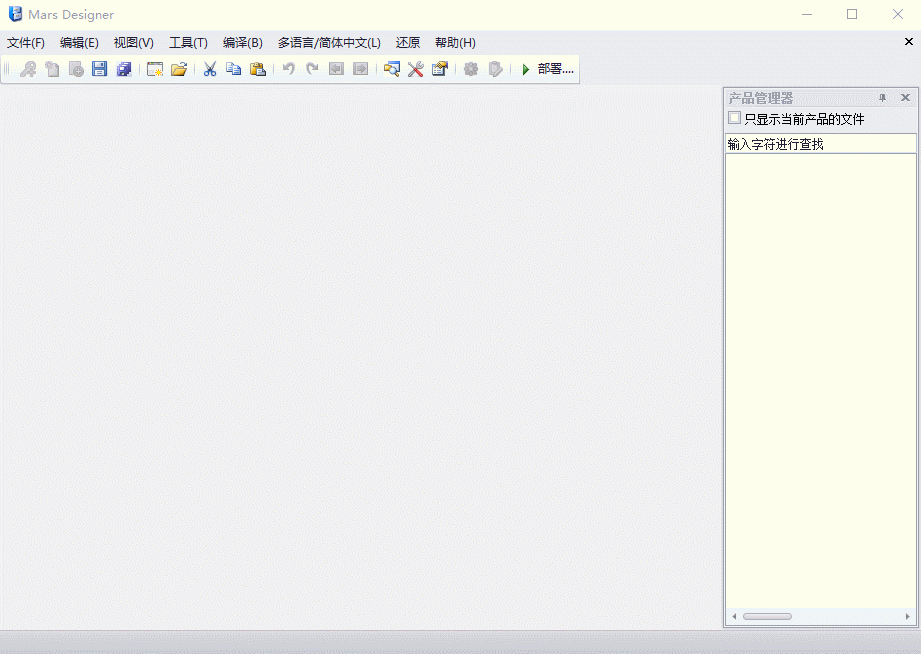 Mars Designer
文件(F) 编辑(E) 视图(V) 工具(T) 编译(B) 多语言/简体中文(L) 还原 帮助(H)
部署....
产品管理器
只显示当前产品的文件
输入字符进行查找